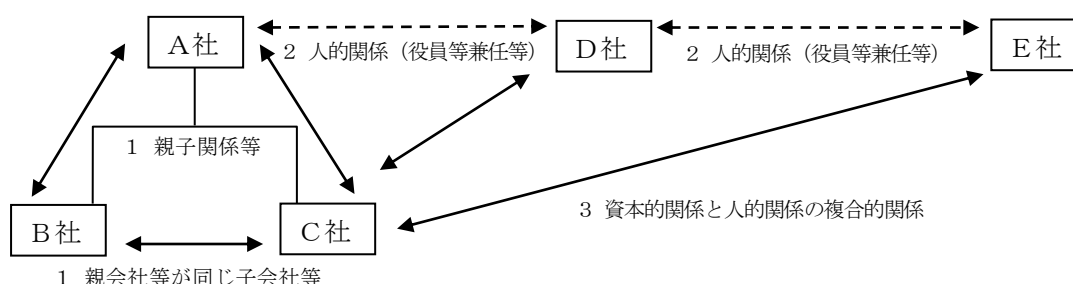 A社
D社
E社
2 人的関係（役員等兼任等）
2 人的関係（役員等兼任等）
1 親子関係等
B社
C社
3 資本的関係と人的関係の複合的関係
1 親会社等が同じ子会社等